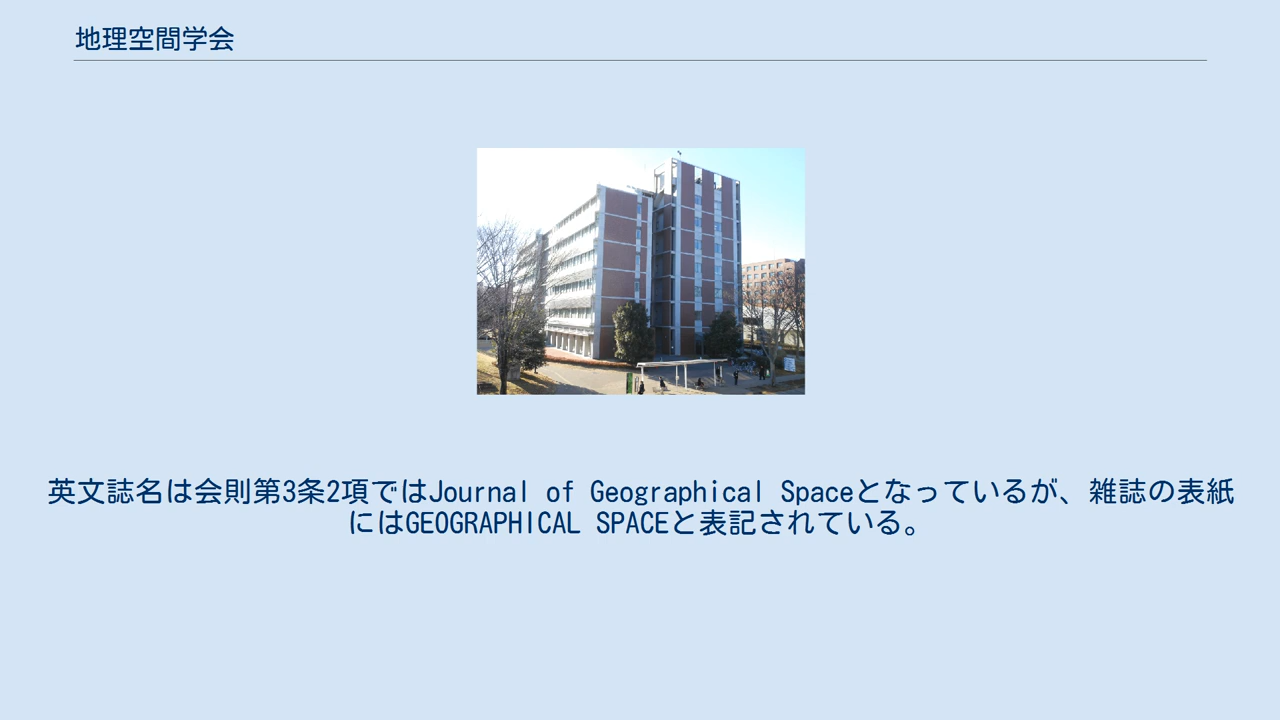 地理空間学会
英文誌名は会則第3条2項ではJournal of Geographical Spaceとなっているが、雑誌の表紙
にはGEOGRAPHICAL SPACEと表記されている。